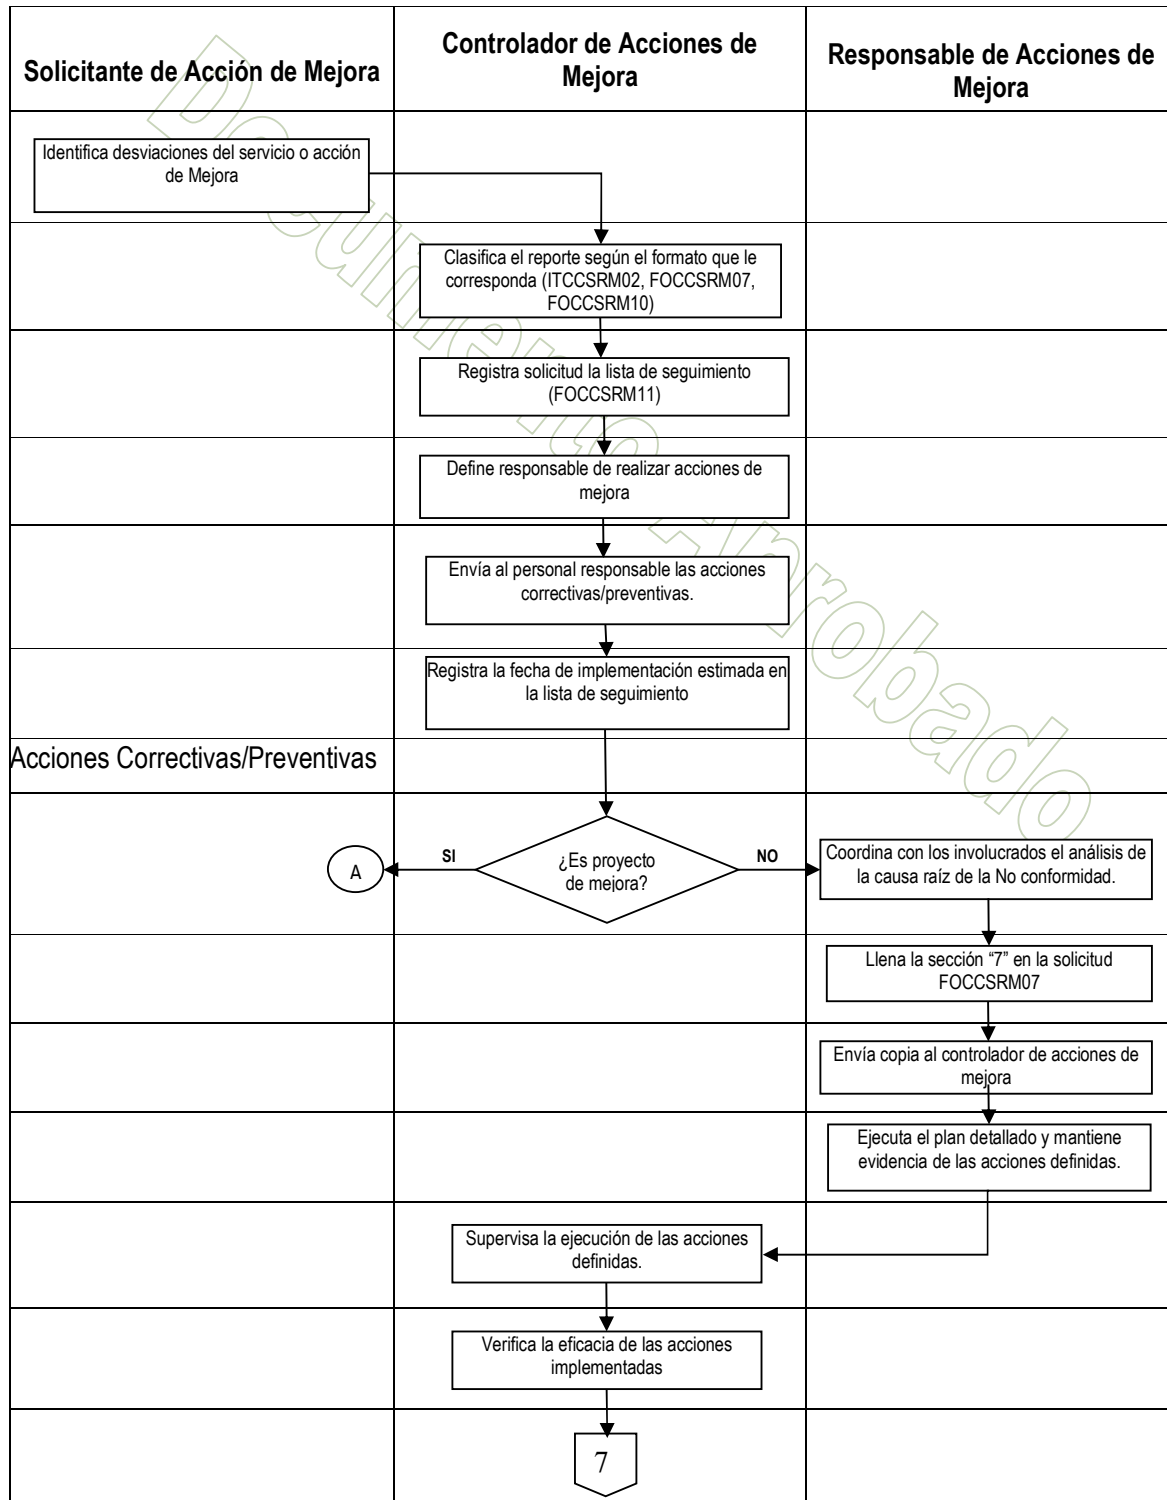 Solicitante de Acción de Mejora
Controlador de Acciones de
Mejora
Responsable de Acciones de
Mejora
Identifica desviaciones del servicio o acción
de Mejora
Clasifica el reporte según el formato que le
corresponda (ITCCSRM02, FOCCSRM07,
FOCCSRM10)
Registra solicitud la lista de seguimiento
(FOCCSRM11)
Define responsable de realizar acciones de
mejora
Envía al personal responsable las acciones
correctivas/preventivas.
Registra la fecha de implementación estimada en
la lista de seguimiento
Acciones Correctivas/Preventivas
A
SI
¿Es proyecto
de mejora?
NO
Coordina con los involucrados el análisis de
la causa raíz de la No conformidad.
Llena la sección “7” en la solicitud
FOCCSRM07
Envía copia al controlador de acciones de
mejora
Ejecuta el plan detallado y mantiene
evidencia de las acciones definidas.
Supervisa la ejecución de las acciones
definidas.
Verifica la eficacia de las acciones
implementadas
7
Documento Aprobado